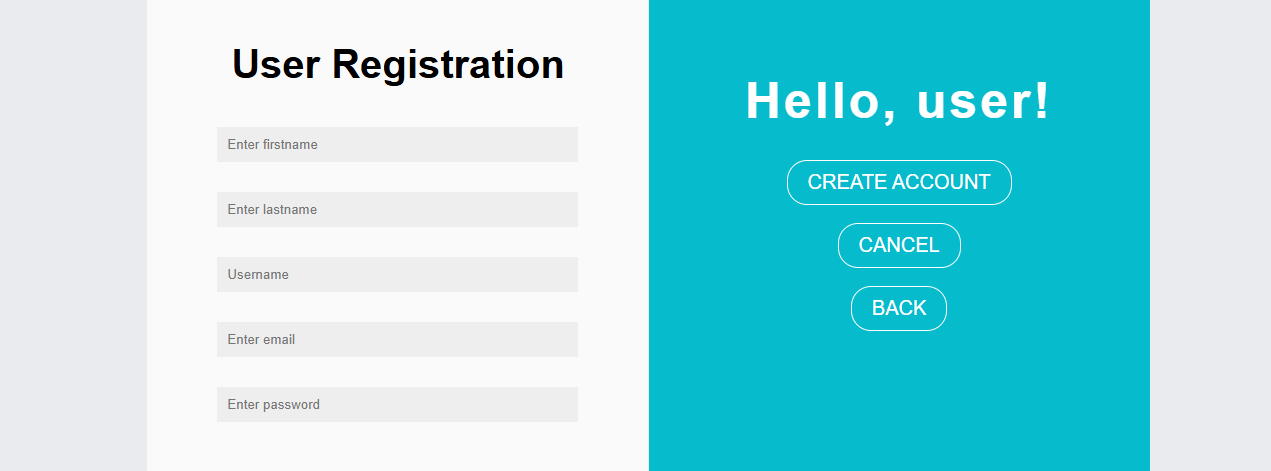 User Registration
Enter firstname
Enter lastname
Username
Enter email
Enter password
Hello, user!
CREATE ACCOUNT
CANCEL
BACK